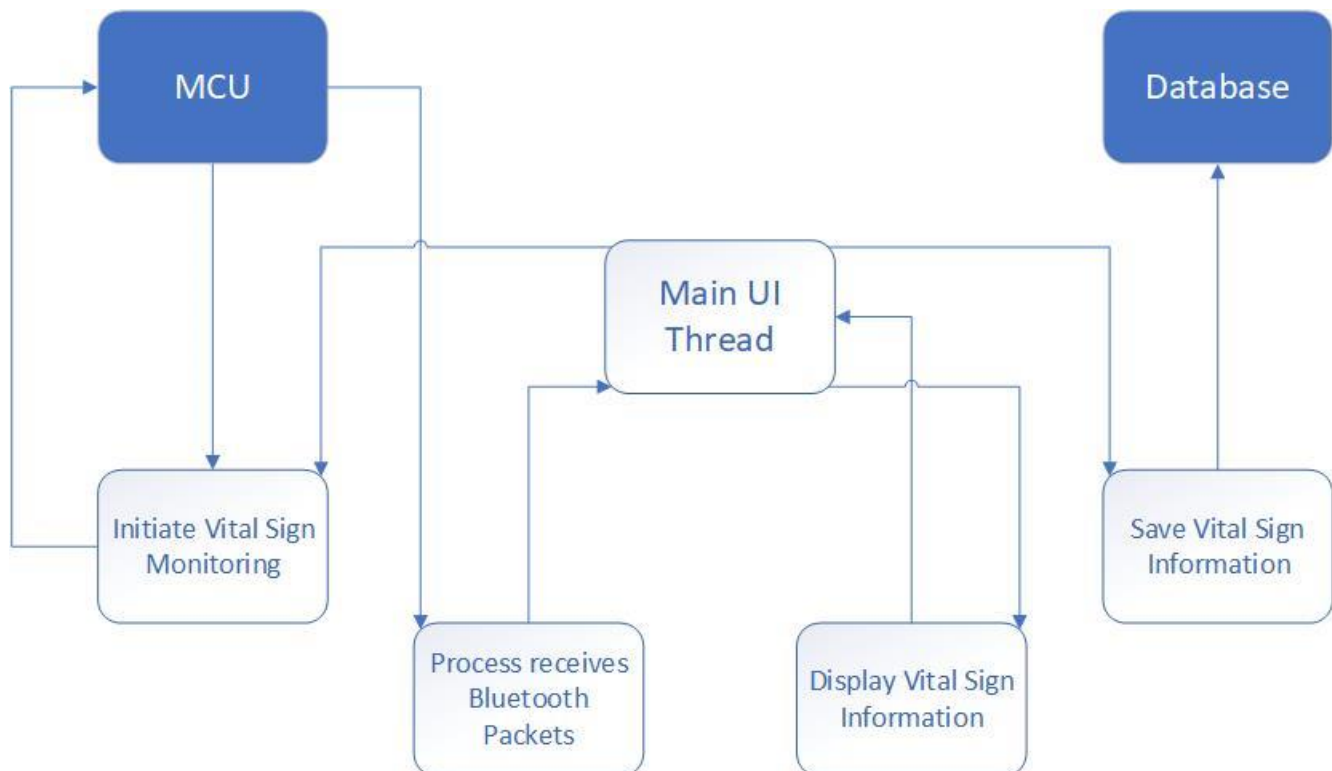 MCU
Database
Main UI
Thread
Initiate Vital Sign
Monitoring
Save Vital Sign
Information
Process receives
Bluetooth
Packets
Display Vital Sign
Information